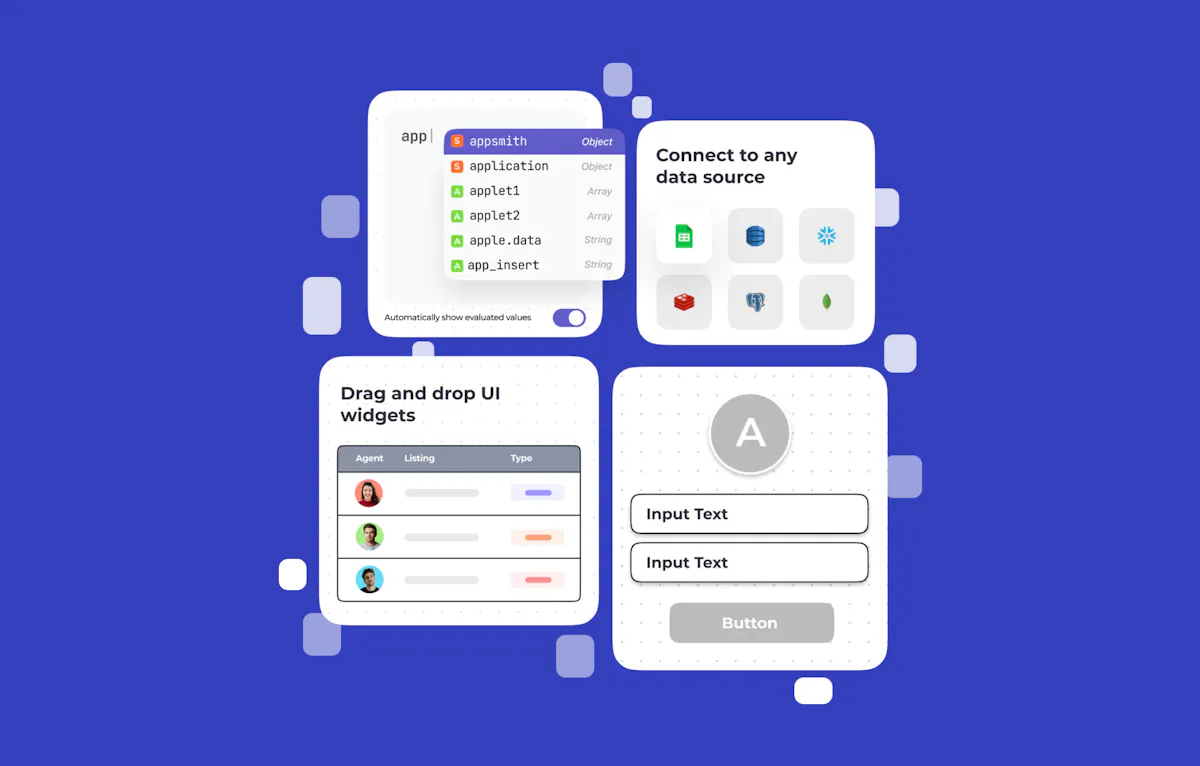 app
S appsmith Object
S application Object
A applet1 Array
A applet2 Array
A apple.data String
A app_insert String
Automatically show evaluated values
Connect to any
data source
Drag and drop UI
widgets
Agent Listing Type
A
Input Text
Input Text
Button